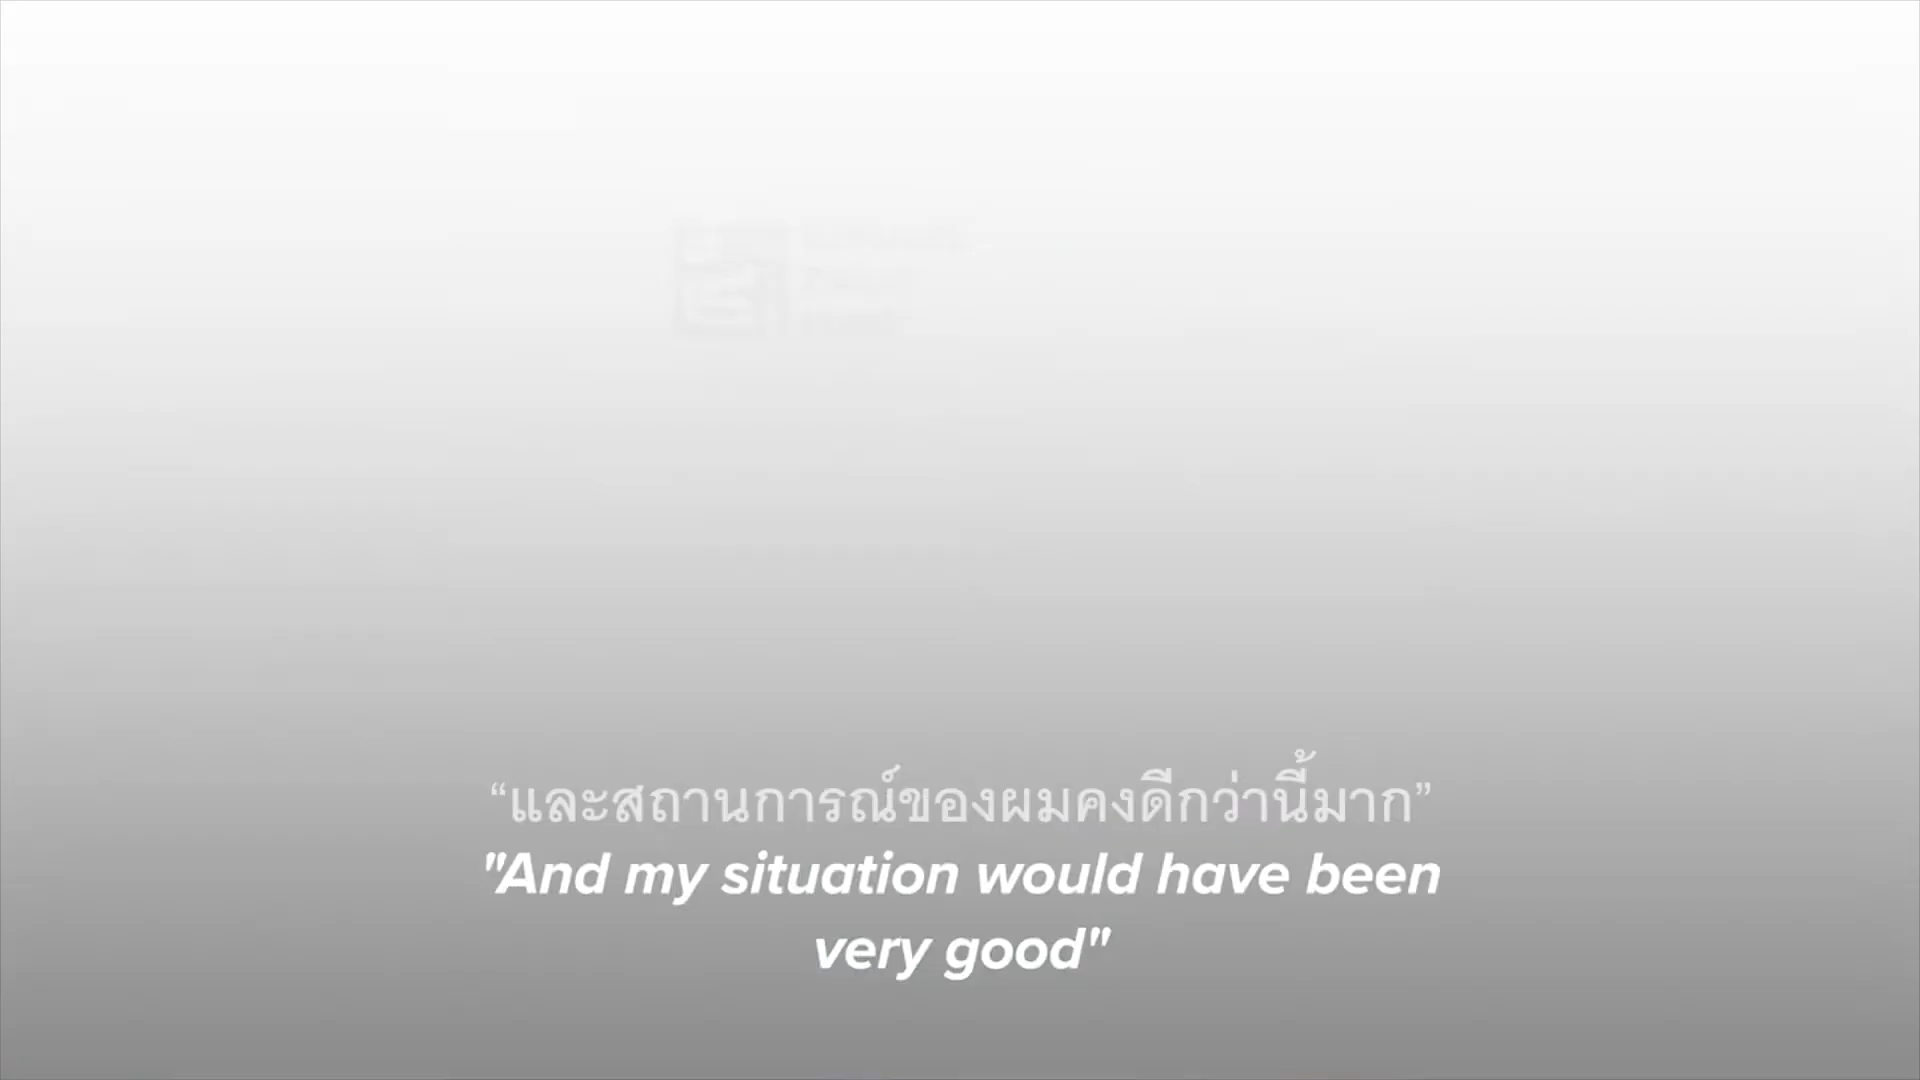 “และสถานการณ์ของผมคงดีกว่านี้มาก”
"And my situation would have been
very good"